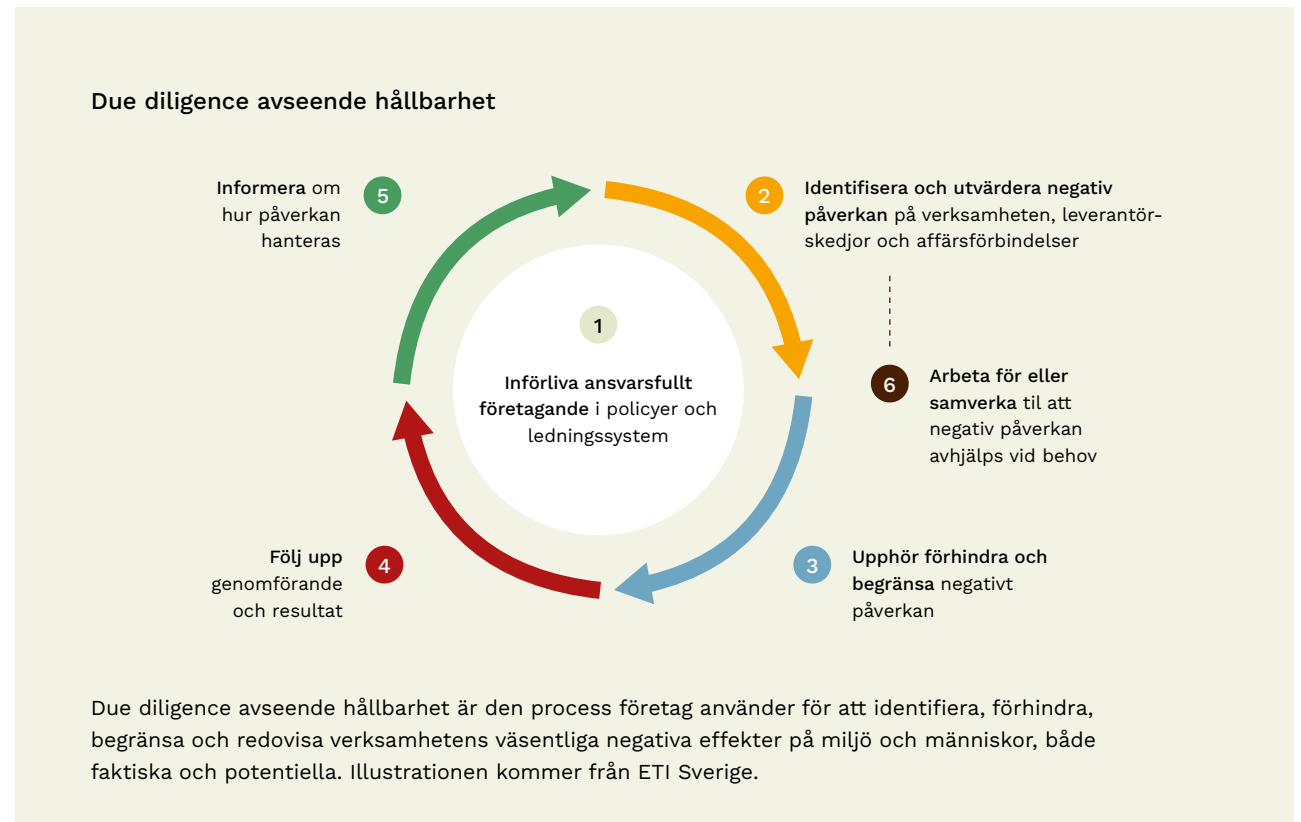 Due diligence avseende hållbarhet
1
Införliva ansvarsfullt
företagande i policyer och
ledningssystem
2
Identifisera och utvärdera negativ
påverkan på verksamheten, leverantör-
skedjor och affärsförbindelser
3
Upphör förhindra och
begränsa negativt
påverkan
4
Följ upp
genomförande
och resultat
5
Informera om
hur påverkan
hanteras
6
Arbeta för eller
samverka til att
negativ påverkan
avhjälps vid behov
Due diligence avseende hållbarhet är den process företag använder för att identifiera, förhindra,
begränsa och redovisa verksamhetens väsentliga negativa effekter på miljö och människor, både
faktiska och potentiella. Illustrationen kommer från ETI Sverige.